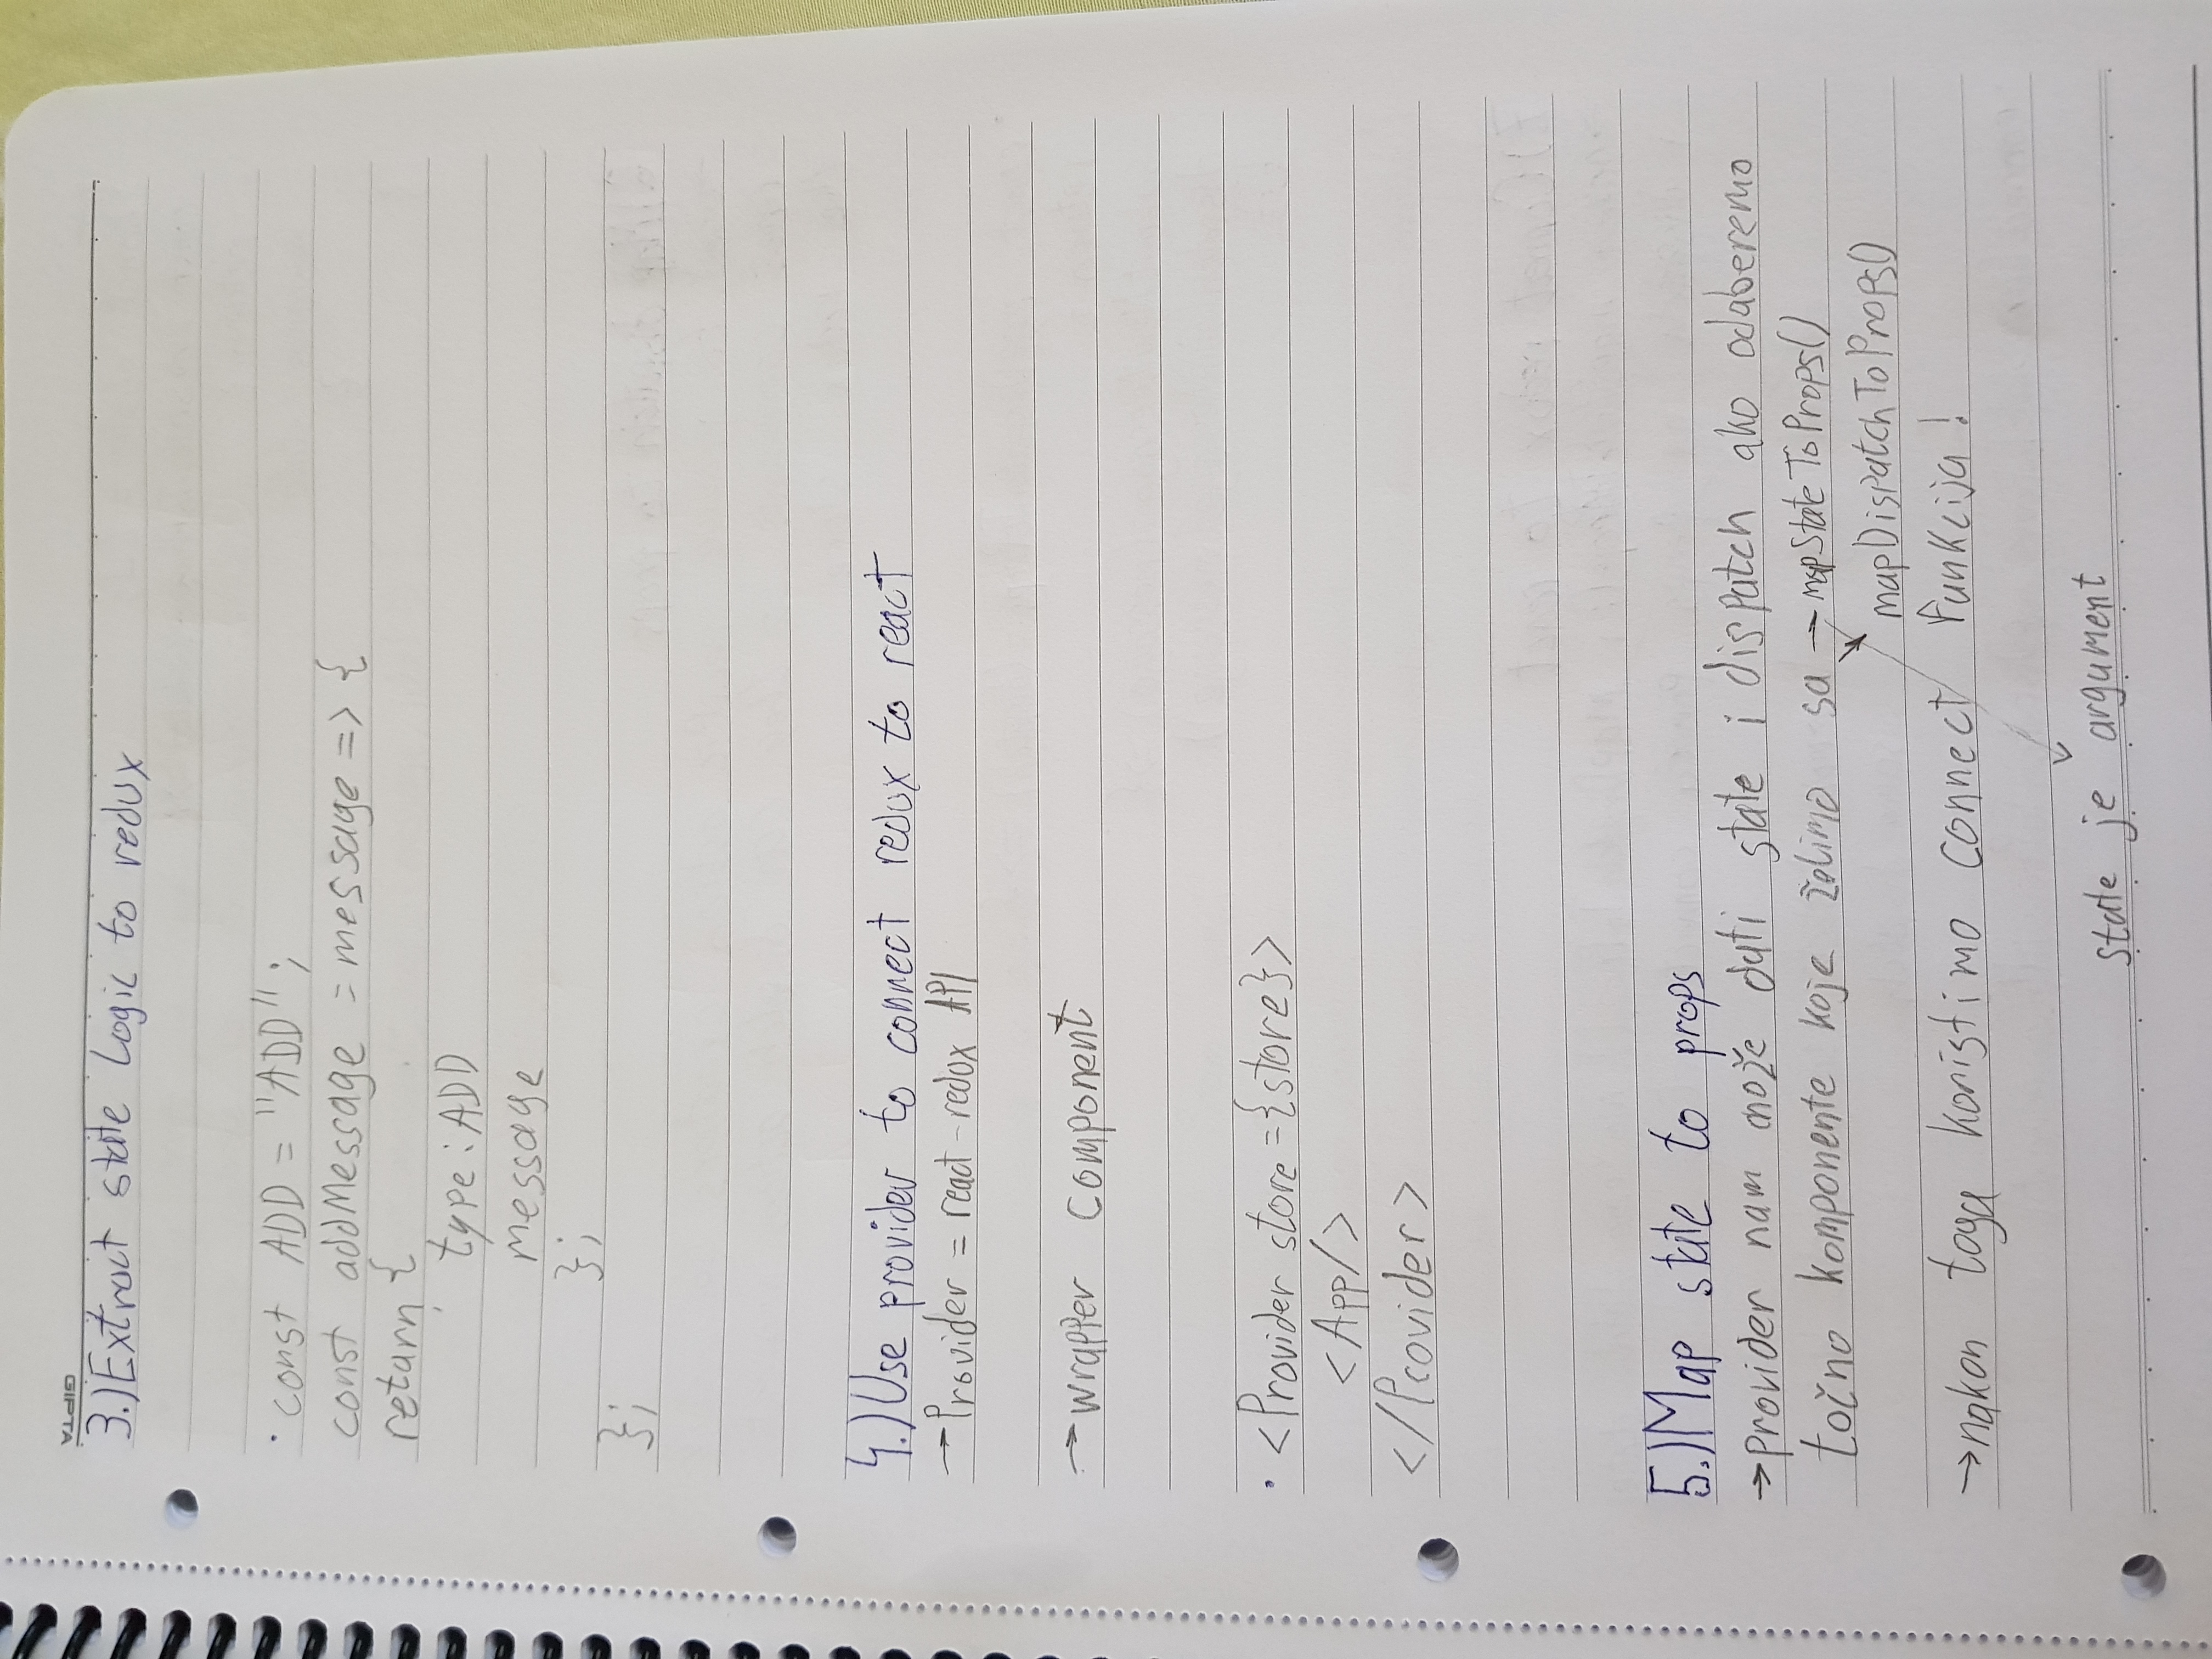 GIPTA
3.) Extract state logic to redux
• const ADD = "ADD";
const addMessage = message => {
return {
type: ADD
message
};
};
4.) Use provider to connect redux to react
→ Provider = react-redux API
→ wrapper component
• <Provider store={store}>
<App/>
</Provider>
5.) Map state to props
→ provider nam može dati state i dispatch ako odaberemo
točno komponente koje želimo sa → mapStateToProps()
mapDispatchToProps()
→ nakon toga koristimo connect funkcija!
state je argument